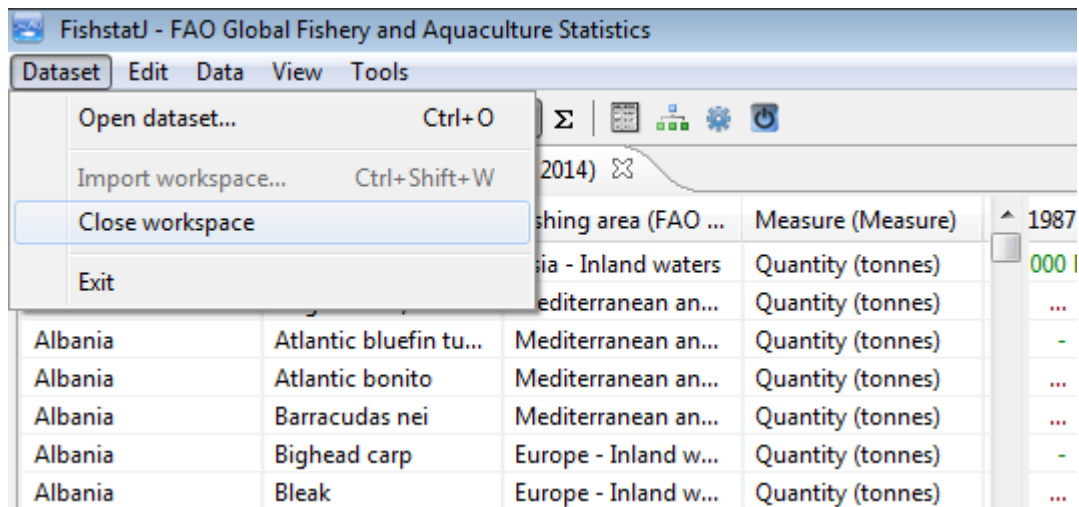 FishstatJ - FAO Global Fishery and Aquaculture Statistics
Dataset Edit Data View Tools
Open dataset... Ctrl+O Σ
Import workspace... Ctrl+Shift+W 2014)
Close workspace shing area (FAO ... Measure (Measure) 1987
sia - Inland waters Quantity (tonnes) 000
Exit editerranean an... Quantity (tonnes) ...
Albania Atlantic bluefin tu... Mediterranean an... Quantity (tonnes) -
Albania Atlantic bonito Mediterranean an... Quantity (tonnes) ...
Albania Barracudas nei Mediterranean an... Quantity (tonnes) ...
Albania Bighead carp Europe - Inland w... Quantity (tonnes) -
Albania Bleak Europe - Inland w... Quantity (tonnes) ...